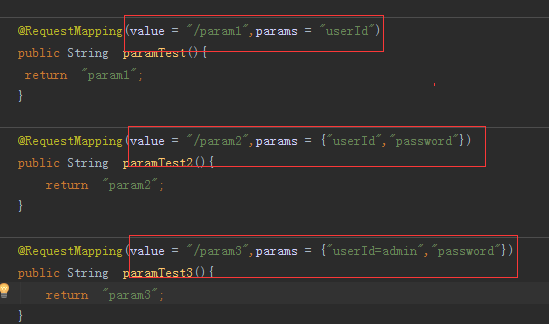 @RequestMapping(value = "/param1",params = "userId")
public String  paramTest(){
return  "param1";
}
@RequestMapping(value = "/param2",params = {"userId","password"})
public String  paramTest2(){
return  "param2";
}
@RequestMapping(value = "/param3",params = {"userId=admin","password"})
public String  paramTest3(){
return  "param3";
}